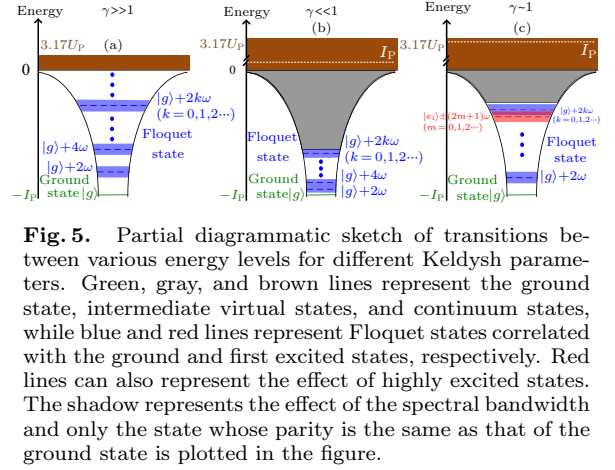 Energy γ>>1
3.17U_P (a)
0
|g⟩+2kω
(k=0,1,2···)
Floquet
state
|g⟩+4ω
|g⟩+2ω
Ground
state|g⟩
−I_P
Energy γ<<1
(b)
3.17U_P
I_P
0
Floquet
state
|g⟩+2kω
(k=0,1,2···)
|g⟩+4ω
|g⟩+2ω
Ground
state|g⟩
−I_P
Energy γ~1
(c)
3.17U_P
I_P
0
|e₁⟩±(2m+1)ω
(m=0,1,2···)
|g⟩+2kω
(k=0,1,2···)
Floquet
state
|g⟩+2ω
Ground
state|g⟩
−I_P
Fig. 5. Partial diagrammatic sketch of transitions be-
tween various energy levels for different Keldysh parame-
ters. Green, gray, and brown lines represent the ground
state, intermediate virtual states, and continuum states,
while blue and red lines represent Floquet states correlated
with the ground and first excited states, respectively. Red
lines can also represent the effect of highly excited states.
The shadow represents the effect of the spectral bandwidth
and only the state whose parity is the same as that of the
ground state is plotted in the figure.